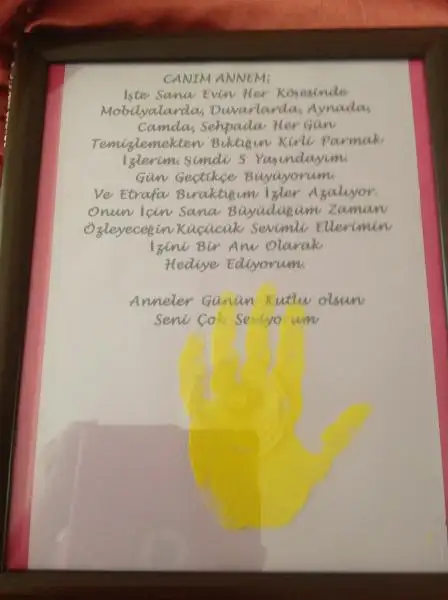 CANIM ANNEM;
İşte Sana Evin Her Köşesinde
Mobilyalarda, Duvarlarda, Aynada,
Camda, Sehpada Her Gün
Temizlemekten Bıktığın Kirli Parmak
İzlerim. Şimdi 5 Yaşındayım.
Gün Geçtikçe Büyüyorum.
Ve Etrafa Bıraktığım İzler Azalıyor.
Onun İçin Sana Büyüdüğüm Zaman
Özleyeceğin Küçücük Sevimli Ellerimin
İzini Bir Anı Olarak
Hediye Ediyorum.
Anneler Günün Kutlu olsun
Seni Çok Seviyorum